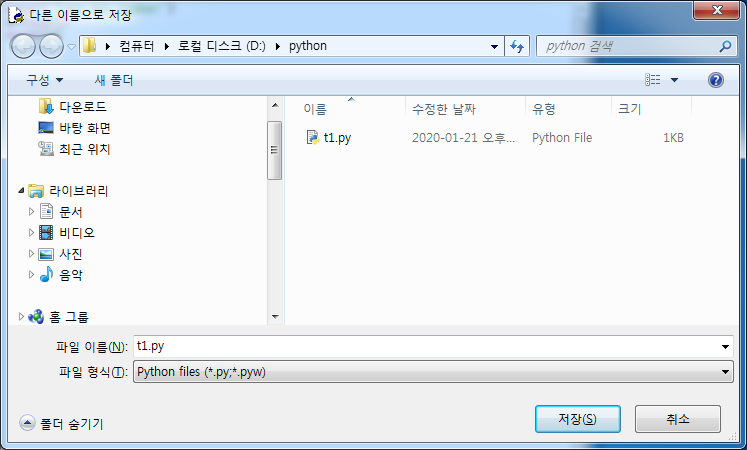 다른 이름으로 저장
컴퓨터 로컬 디스크 (D:) python
python 검색
구성 새 폴더
다운로드
바탕 화면
최근 위치
라이브러리
문서
비디오
사진
음악
홈 그룹
이름 수정한 날짜 유형 크기
t1.py 2020-01-21 오후... Python File 1KB
파일 이름(N): t1.py
파일 형식(T): Python files (*.py;*.pyw)
폴더 숨기기
저장(S) 취소